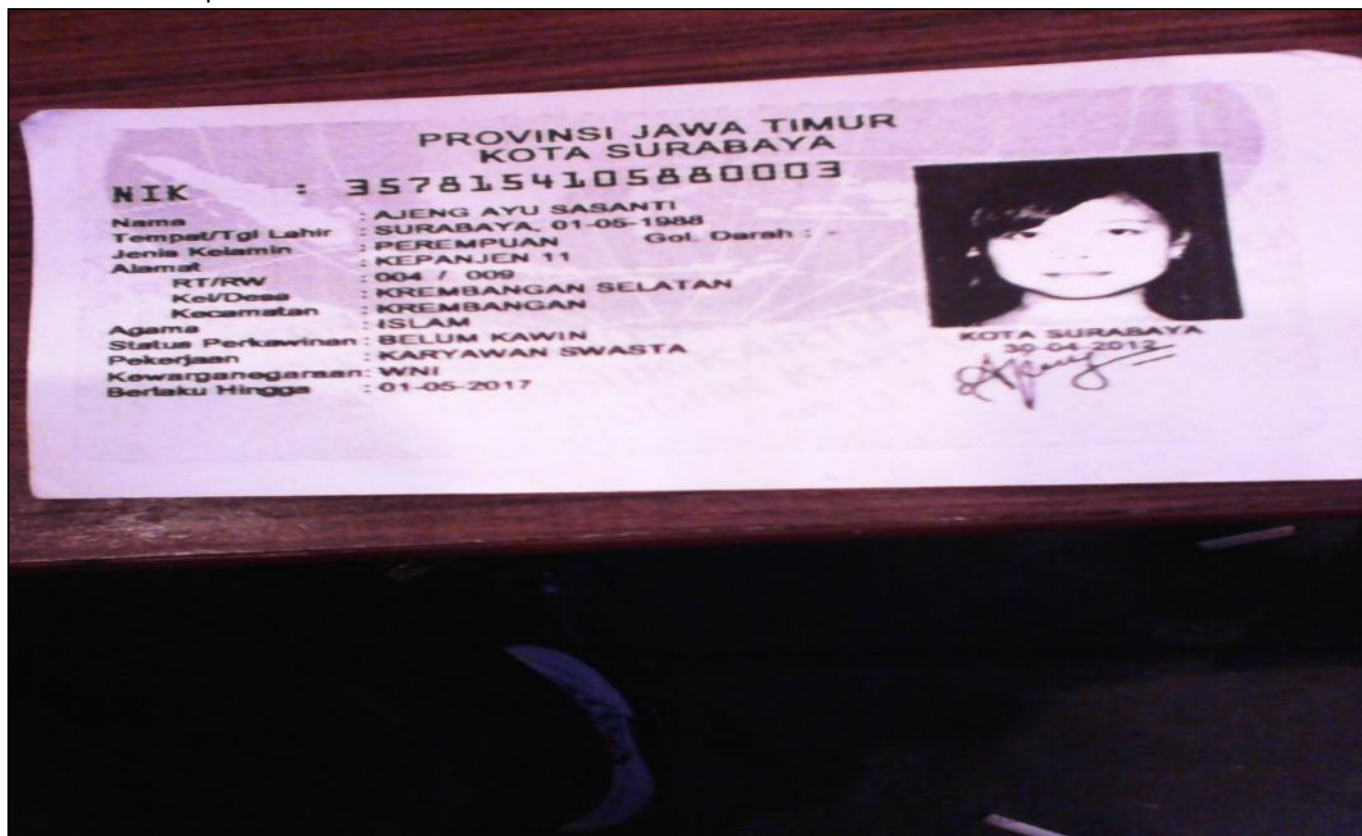 PROVINSI JAWA TIMUR
KOTA SURABAYA
NIK : 3578154105880003
Nama : AJENG AYU SASANTI
Tempat/Tgl Lahir : SURABAYA, 01-05-1988
Jenis Kelamin : PEREMPUAN Gol. Darah : -
Alamat : KEPANJEN 11
RT/RW : 004 / 009
Kel/Desa : KREMBANGAN SELATAN
Kecamatan : KREMBANGAN
Agama : ISLAM
Status Perkawinan : BELUM KAWIN
Pekerjaan : KARYAWAN SWASTA
Kewarganegaraan : WNI
Berlaku Hingga : 01-05-2017
KOTA SURABAYA
30-04-2012